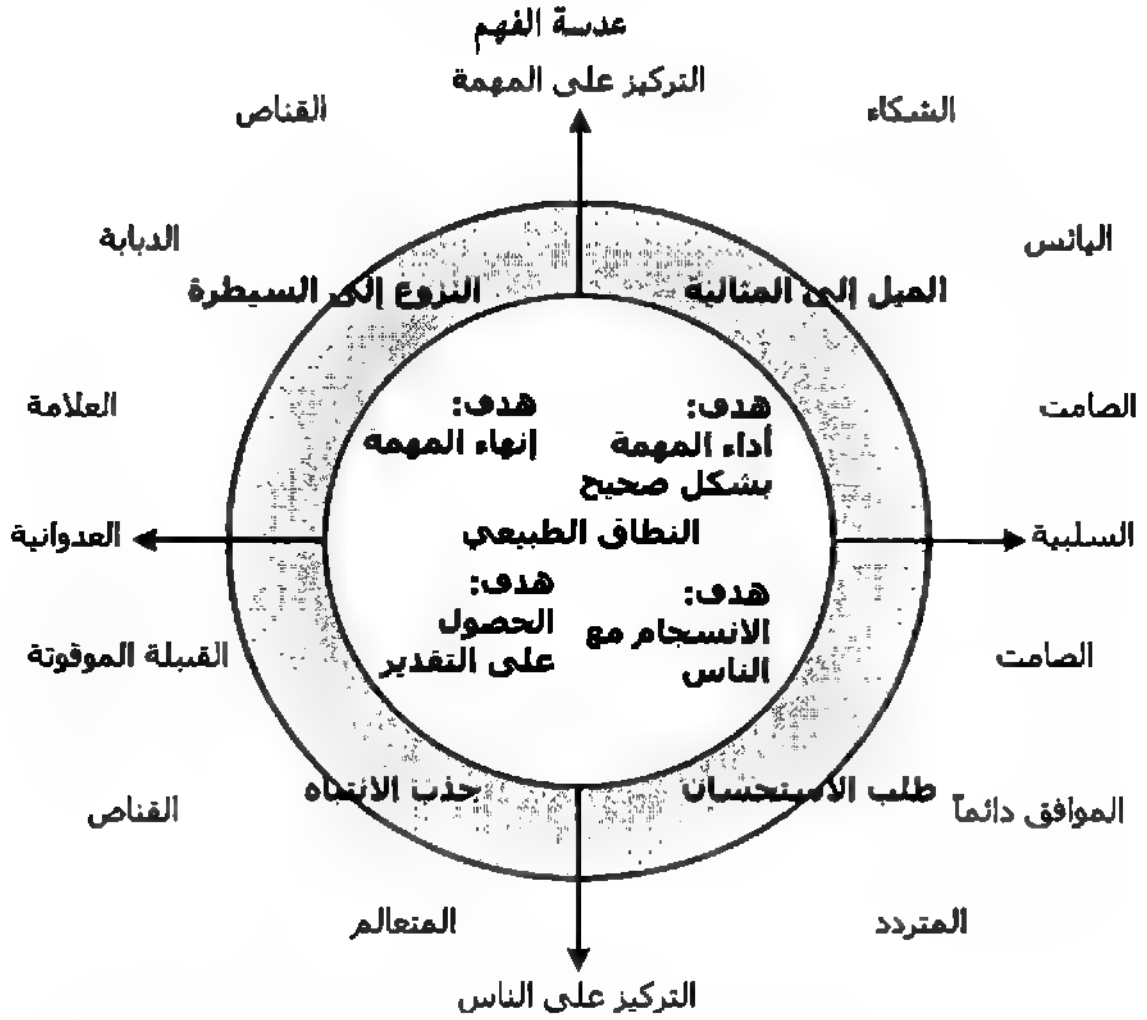 عدسة الفهم
التركيز على المهمة
الشكاء
القناص
اليائس
الدبابة
الميل إلى المثالية
النزوع إلى السيطرة
الصامت
العلامة
هدف:
أداء المهمة
بشكل صحيح
هدف:
إنهاء المهمة
السلبية
النطاق الطبيعي
العدوانية
هدف:
الانسجام مع
الناس
هدف:
الحصول
على التقدير
الصامت
القبيلة الموقوتة
طلب الاستحسان
جذب الانتباه
الموافق دائماً
القناص
المتردد
المتعالم
التركيز على الناس